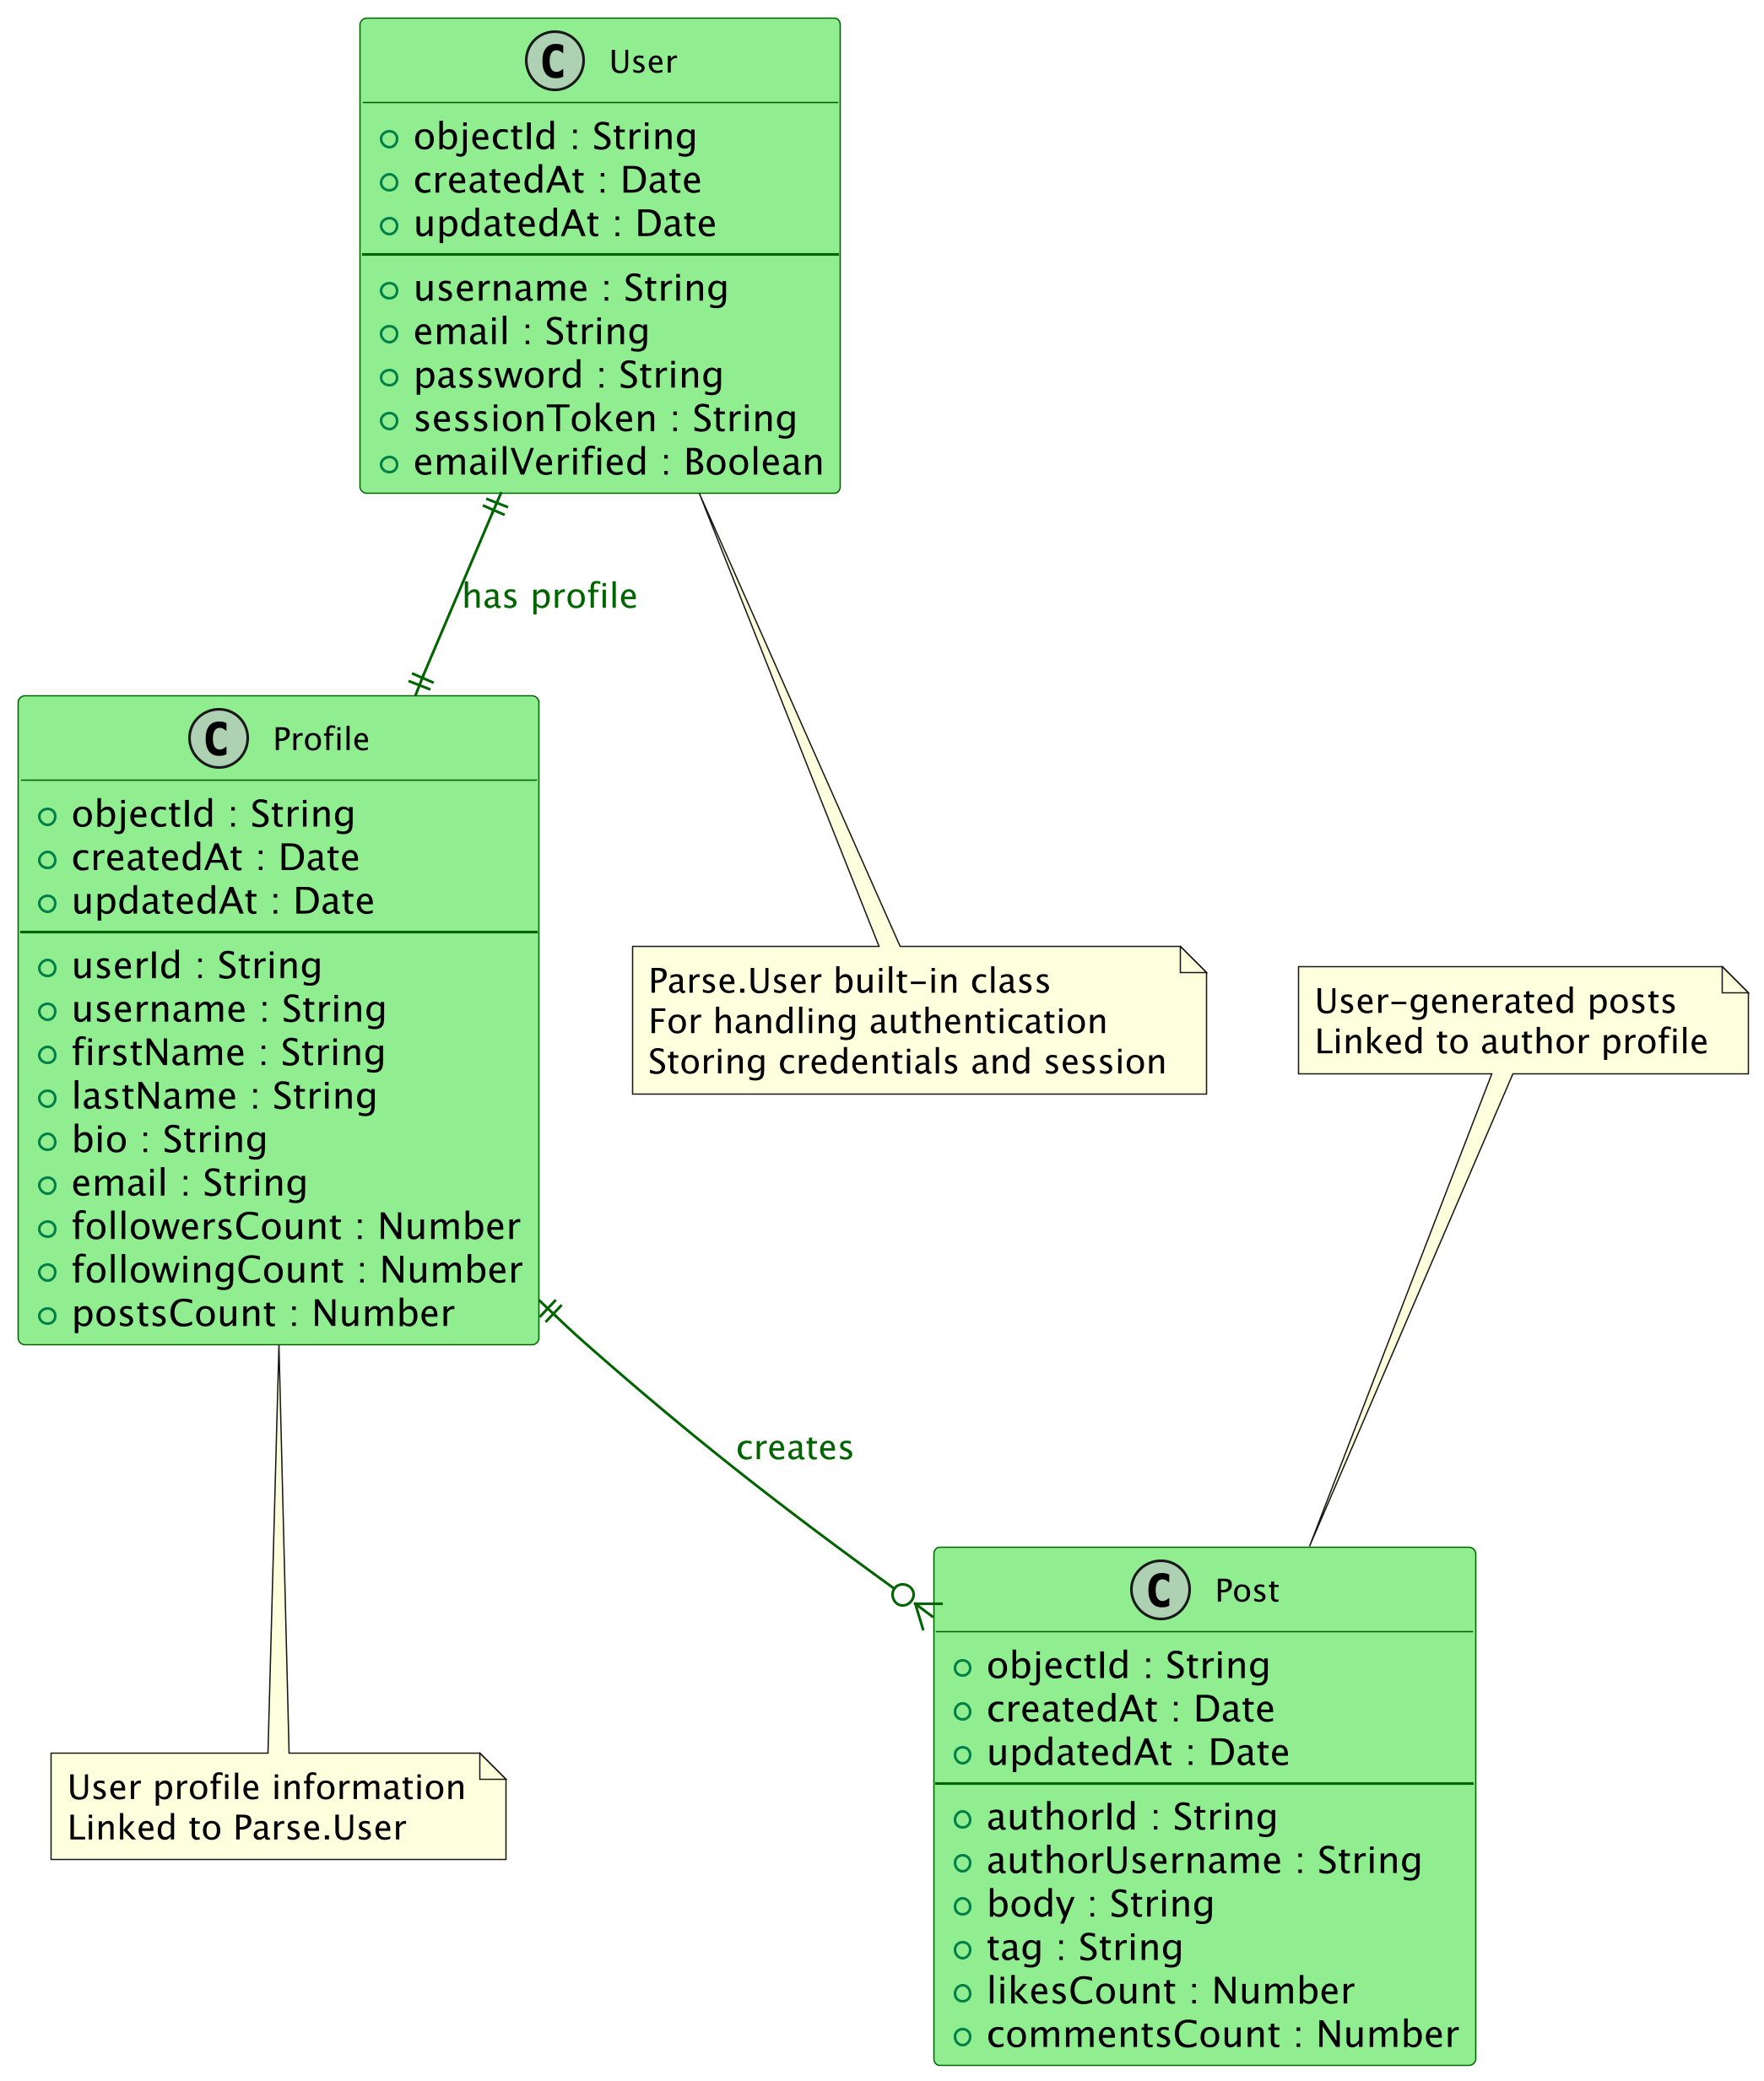 C User
objectId : String
createdAt : Date
updatedAt : Date
username : String
email : String
password : String
sessionToken : String
emailVerified : Boolean
has profile
C Profile
objectId : String
createdAt : Date
updatedAt : Date
userId : String
username : String
firstName : String
lastName : String
bio : String
email : String
followersCount : Number
followingCount : Number
postsCount : Number
Parse.User built-in class
For handling authentication
Storing credentials and session
User-generated posts
Linked to author profile
creates
C Post
objectId : String
createdAt : Date
updatedAt : Date
authorId : String
authorUsername : String
body : String
tag : String
likesCount : Number
commentsCount : Number
User profile information
Linked to Parse.User